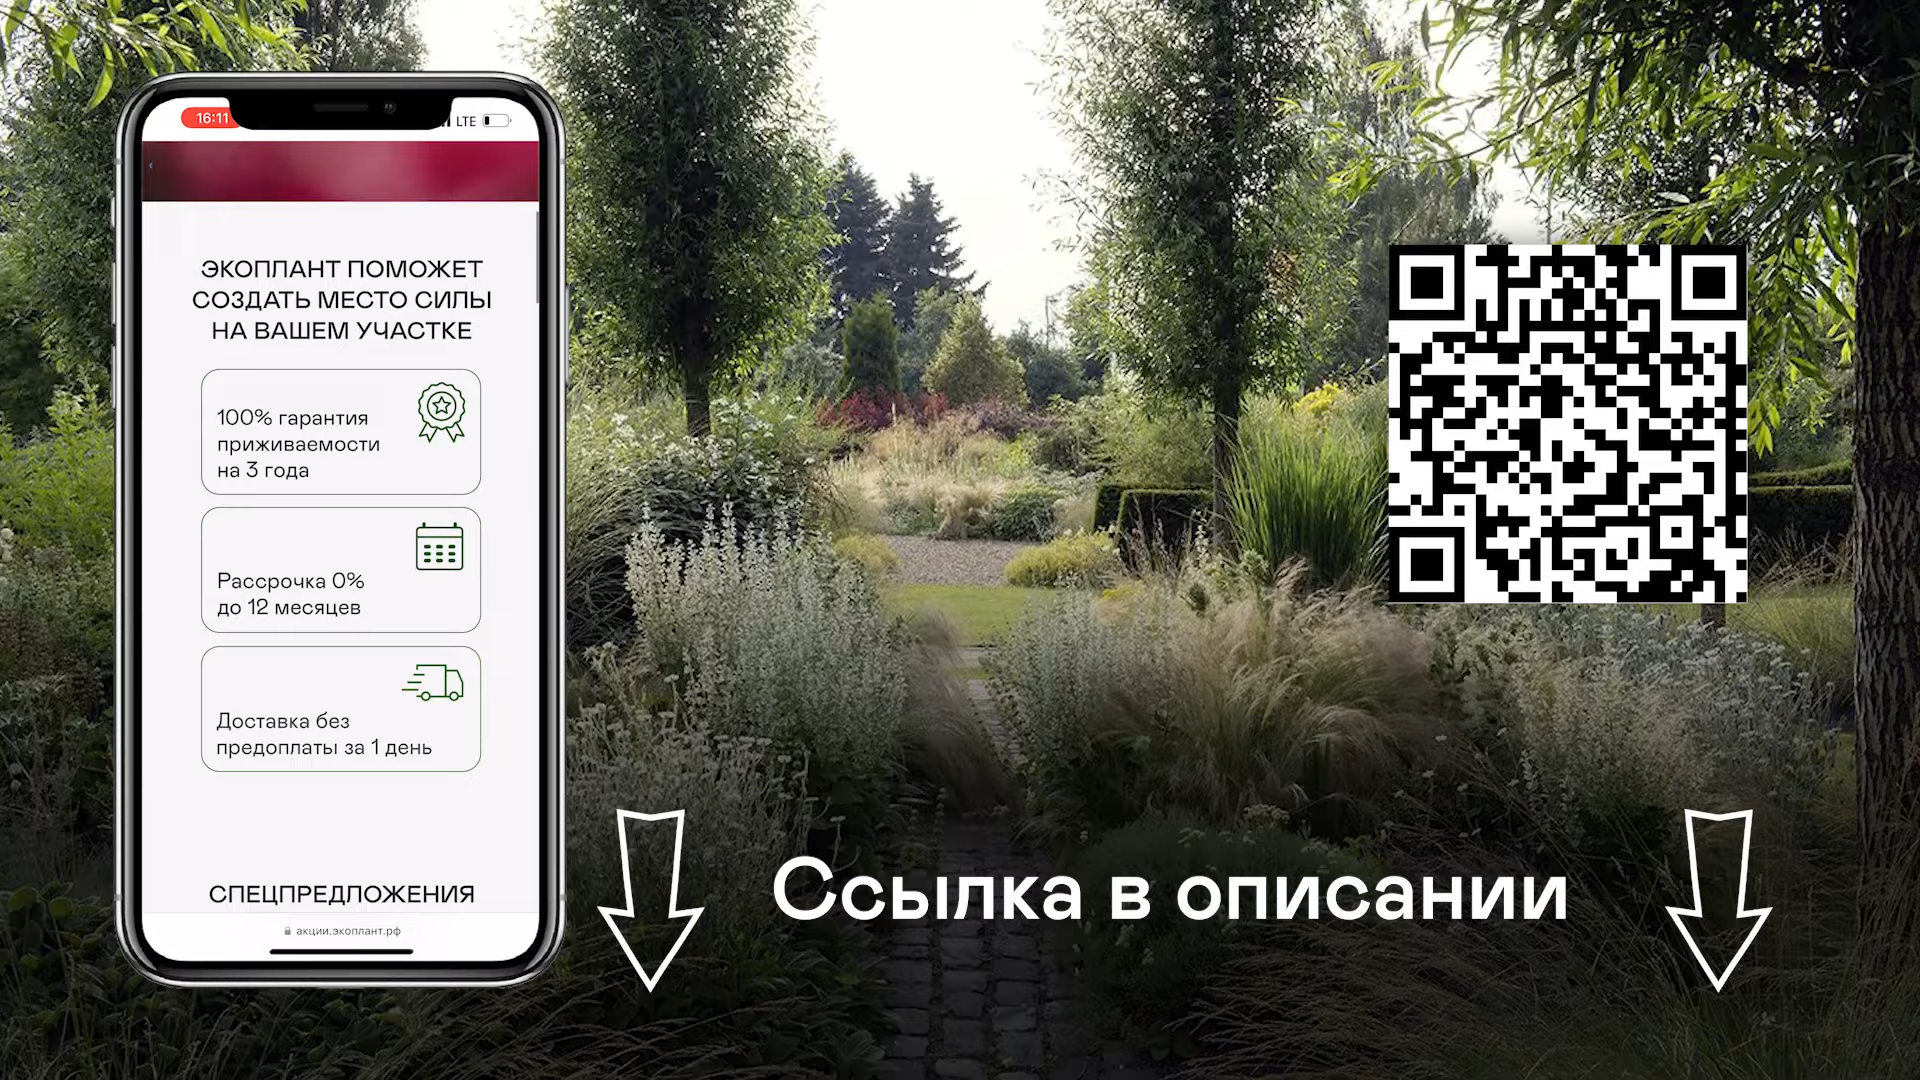 16:11
LTE
ЭКОПЛАНТ ПОМОЖЕТ
СОЗДАТЬ МЕСТО СИЛЫ
НА ВАШЕМ УЧАСТКЕ
100% гарантия
приживаемости
на 3 года
Рассрочка 0%
до 12 месяцев
Доставка без
предоплаты за 1 день
СПЕЦПРЕДЛОЖЕНИЯ
акции.экоплант.рф
Ссылка в описании